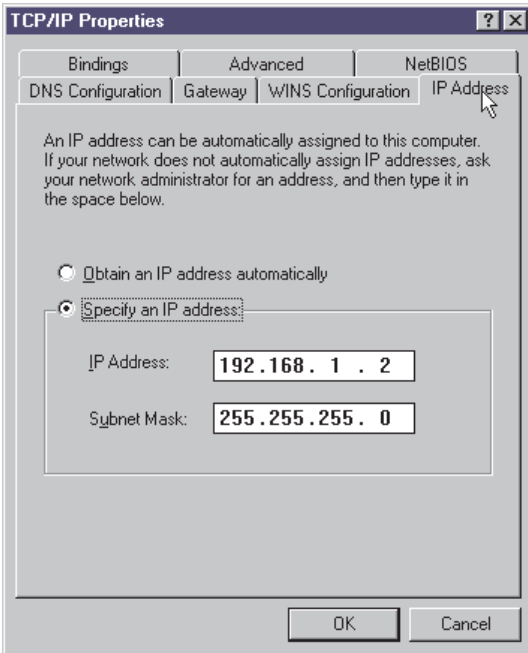 TCP/IP Properties
? X
Bindings Advanced NetBIOS
DNS Configuration Gateway WINS Configuration IP Address
An IP address can be automatically assigned to this computer.
If your network does not automatically assign IP addresses, ask
your network administrator for an address, and then type it in
the space below.
Obtain an IP address automatically
Specify an IP address:
IP Address: 192.168. 1 . 2
Subnet Mask: 255.255.255. 0
OK Cancel